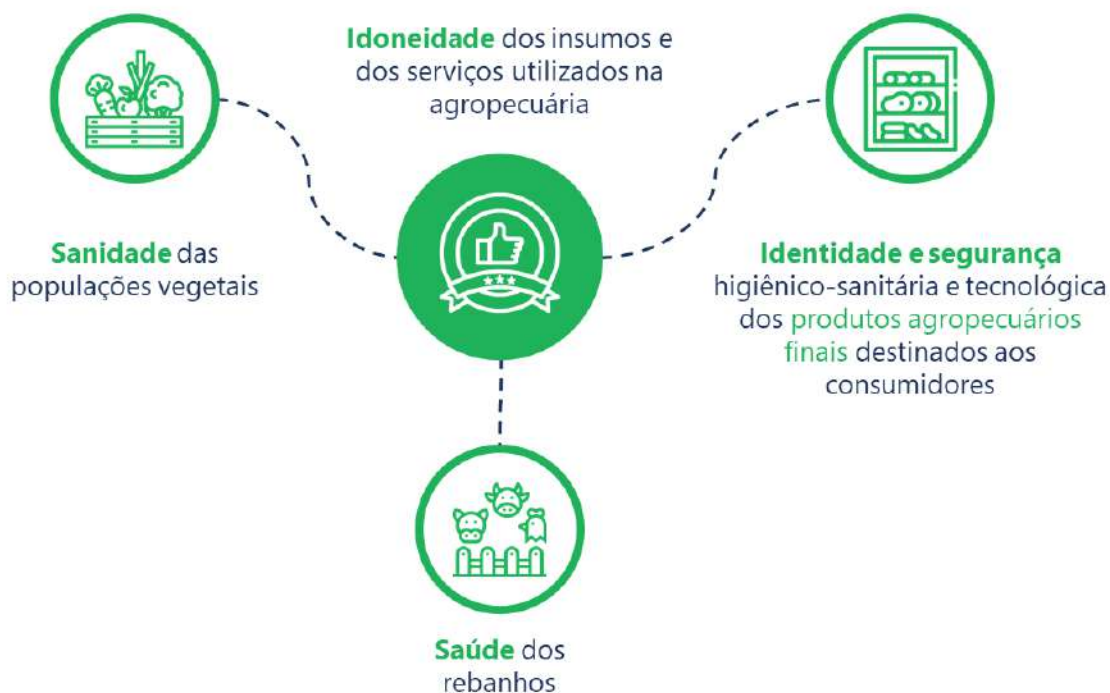 Idoneidade dos insumos e
dos serviços utilizados na
agropecuária
Sanidade das
populações vegetais
Identidade e segurança
higiênico-sanitária e tecnológica
dos produtos agropecuários
finais destinados aos
consumidores
Saúde dos
rebanhos